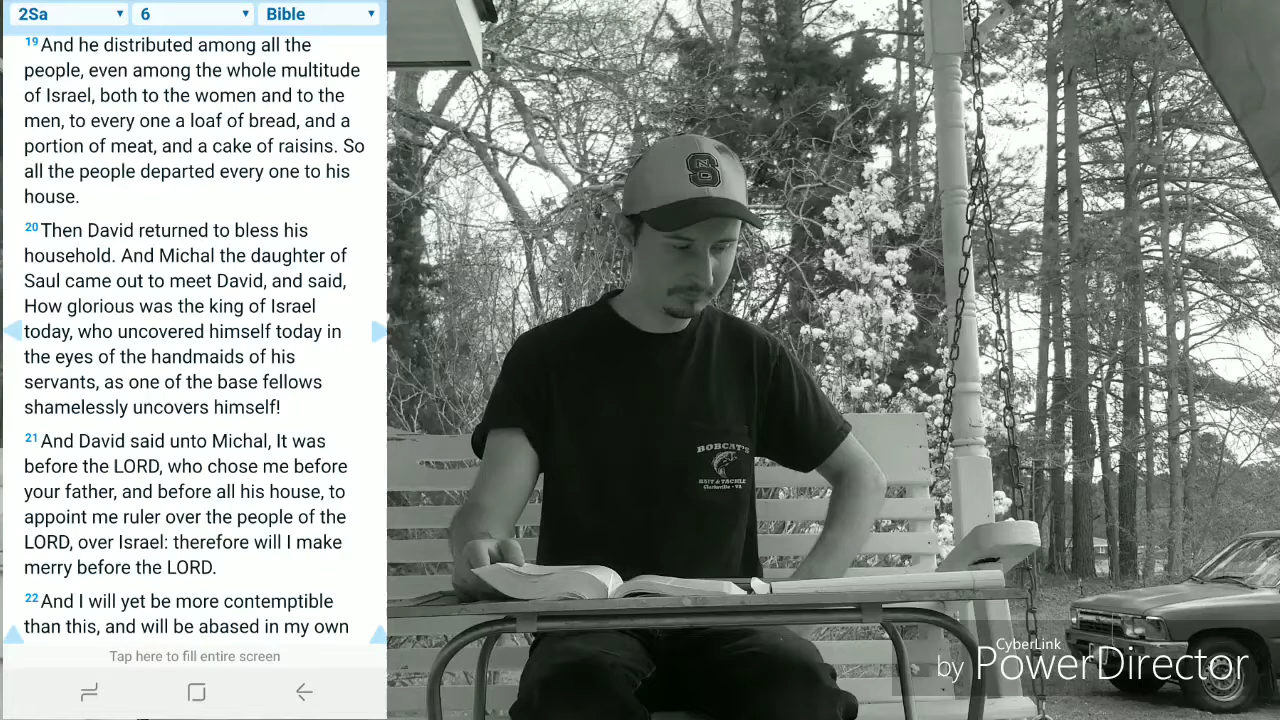 2Sa 6 Bible
19 And he distributed among all the
people, even among the whole multitude
of Israel, both to the women and to the
men, to every one a loaf of bread, and a
portion of meat, and a cake of raisins. So
all the people departed every one to his
house.
20 Then David returned to bless his
household. And Michal the daughter of
Saul came out to meet David, and said,
How glorious was the king of Israel
today, who uncovered himself today in
the eyes of the handmaids of his
servants, as one of the base fellows
shamelessly uncovers himself!
21 And David said unto Michal, It was
before the LORD, who chose me before
your father, and before all his house, to
appoint me ruler over the people of the
LORD, over Israel: therefore will I make
merry before the LORD.
22 And I will yet be more contemptible
than this, and will be abased in my own
Tap here to fill entire screen
NCS
BOBCAT'S
BAIT & TACKLE
Clarksville • VA
CyberLink
by PowerDirector